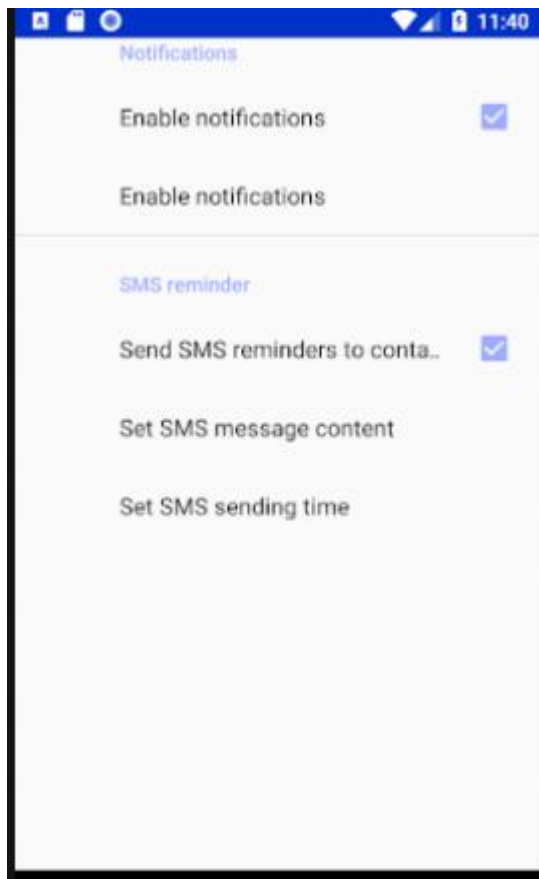 11:40
Notifications
Enable notifications
Enable notifications
SMS reminder
Send SMS reminders to conta..
Set SMS message content
Set SMS sending time